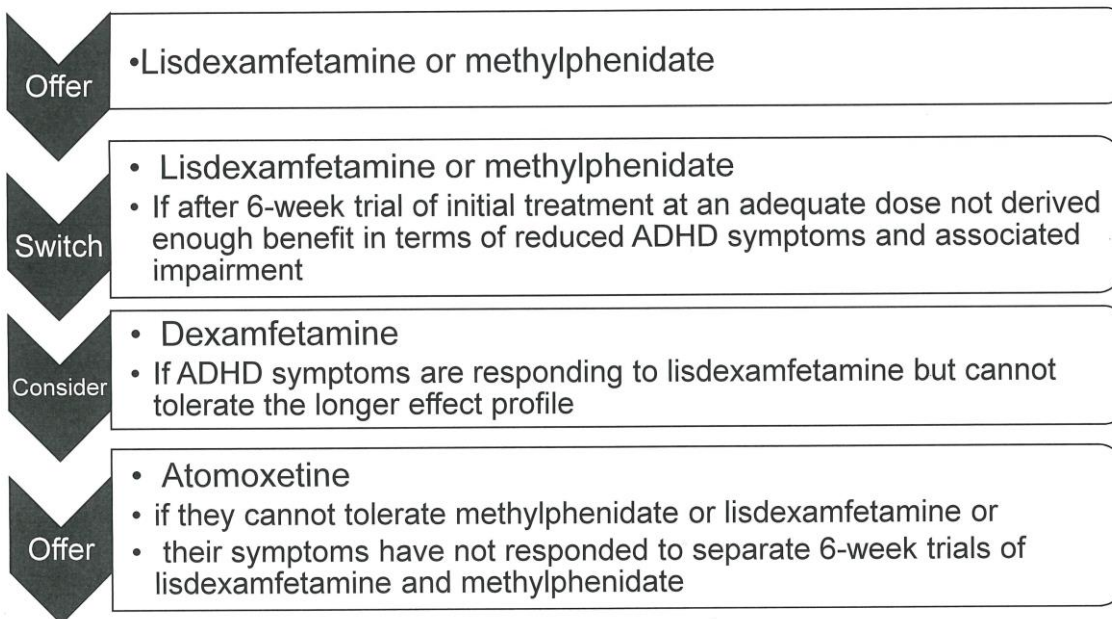 Offer
•Lisdexamfetamine or methylphenidate
Switch
• Lisdexamfetamine or methylphenidate
• If after 6-week trial of initial treatment at an adequate dose not derived
enough benefit in terms of reduced ADHD symptoms and associated
impairment
Consider
• Dexamfetamine
• If ADHD symptoms are responding to lisdexamfetamine but cannot
tolerate the longer effect profile
Offer
• Atomoxetine
• if they cannot tolerate methylphenidate or lisdexamfetamine or
• their symptoms have not responded to separate 6-week trials of
lisdexamfetamine and methylphenidate